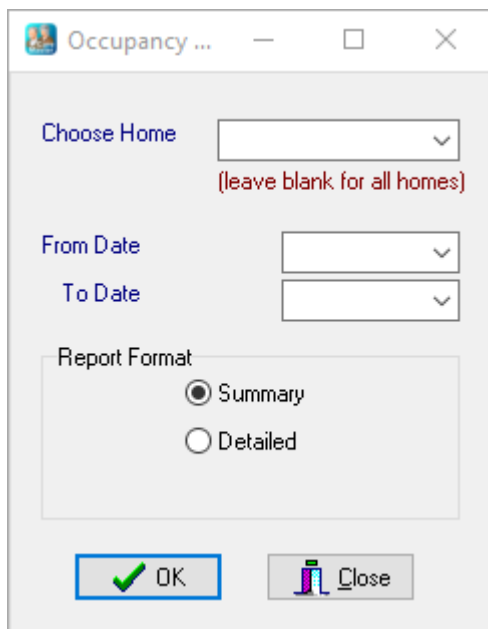 Occupancy ...
Choose Home
(leave blank for all homes)
From Date
To Date
Report Format
Summary
Detailed
OK
Close